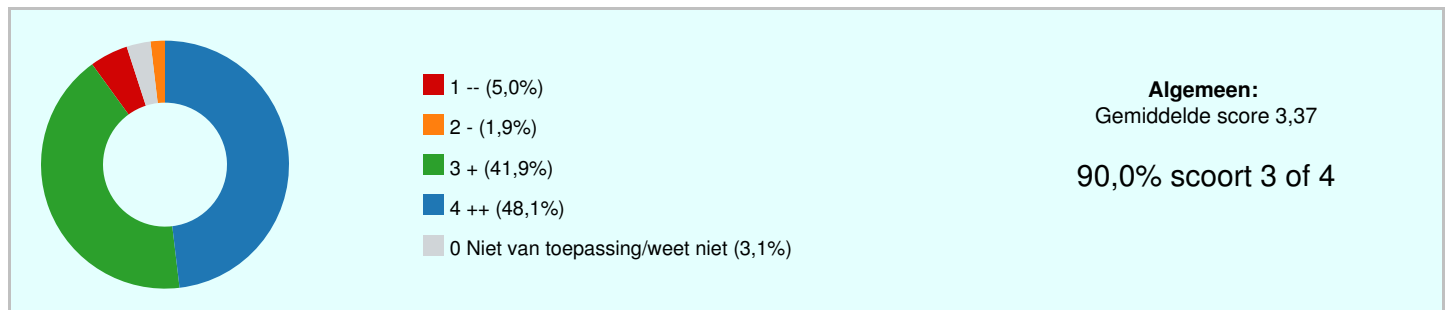 1 -- (5,0%)
2 - (1,9%)
3 + (41,9%)
4 ++ (48,1%)
0 Niet van toepassing/weet niet (3,1%)
Algemeen:
Gemiddelde score 3,37
90,0% scoort 3 of 4